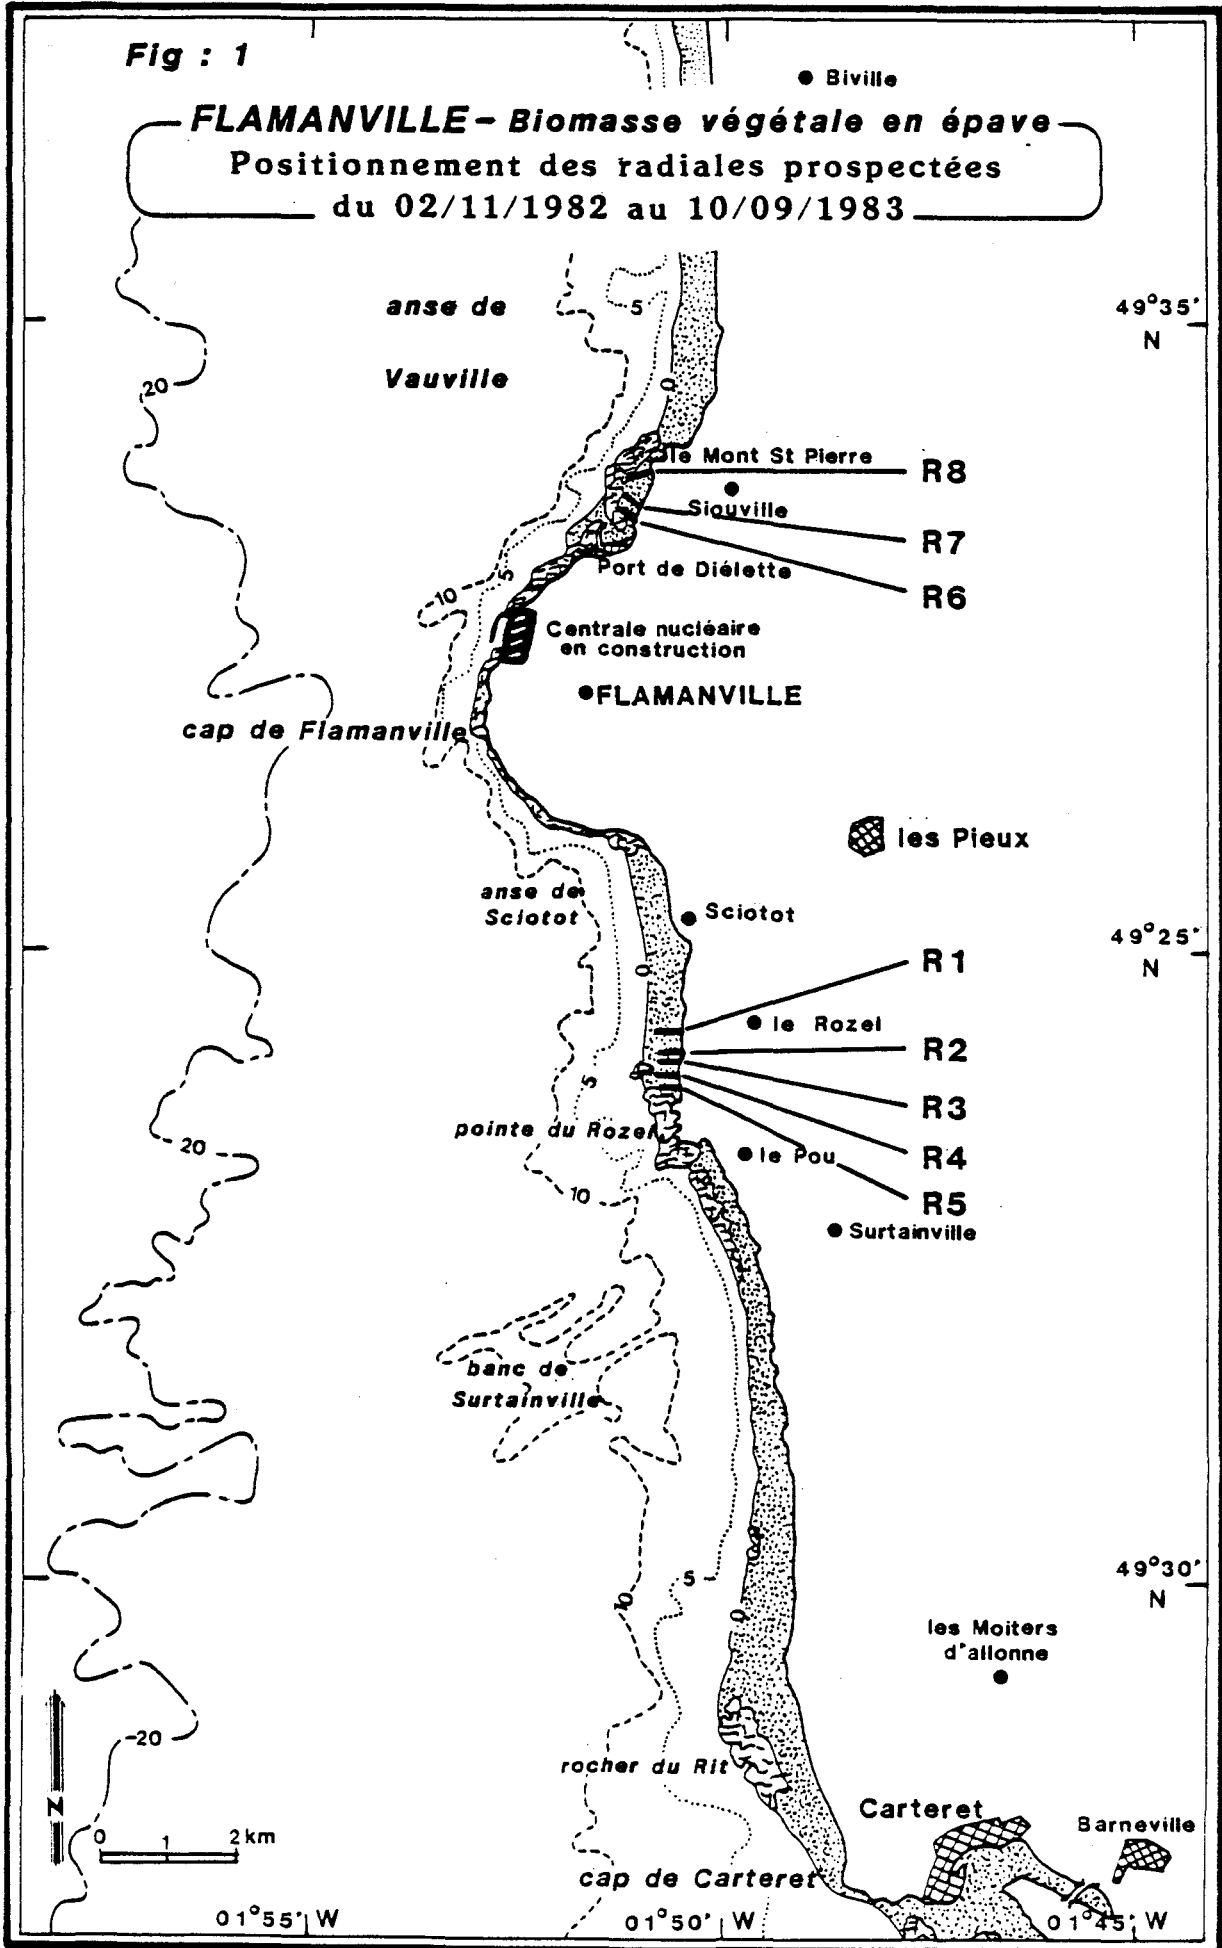 Fig : 1
Biville
FLAMANVILLE - Biomasse végétale en épave
Positionnement des radiales prospectées
du 02/11/1982 au 10/09/1983
anse de
Vauville
5
49°35'
N
20
0
le Mont St Pierre
R8
Siouville
R7
Port de Diélette
R6
5
10
Centrale nucléaire
en construction
FLAMANVILLE
cap de Flamanville
les Pieux
anse de
Sciotot
Sciotot
49°25'
N
0
R1
le Rozel
R2
5
R3
pointe du Rozel
20
le Pou
R4
10
R5
Surtainville
banc de
Surtainville
5
10
49°30'
N
0
les Moiters
d'allonne
20
rocher du Rit
N
0 1 2 km
Carteret
Barneville
cap de Carteret
01°55' W
01°50' W
01°45' W